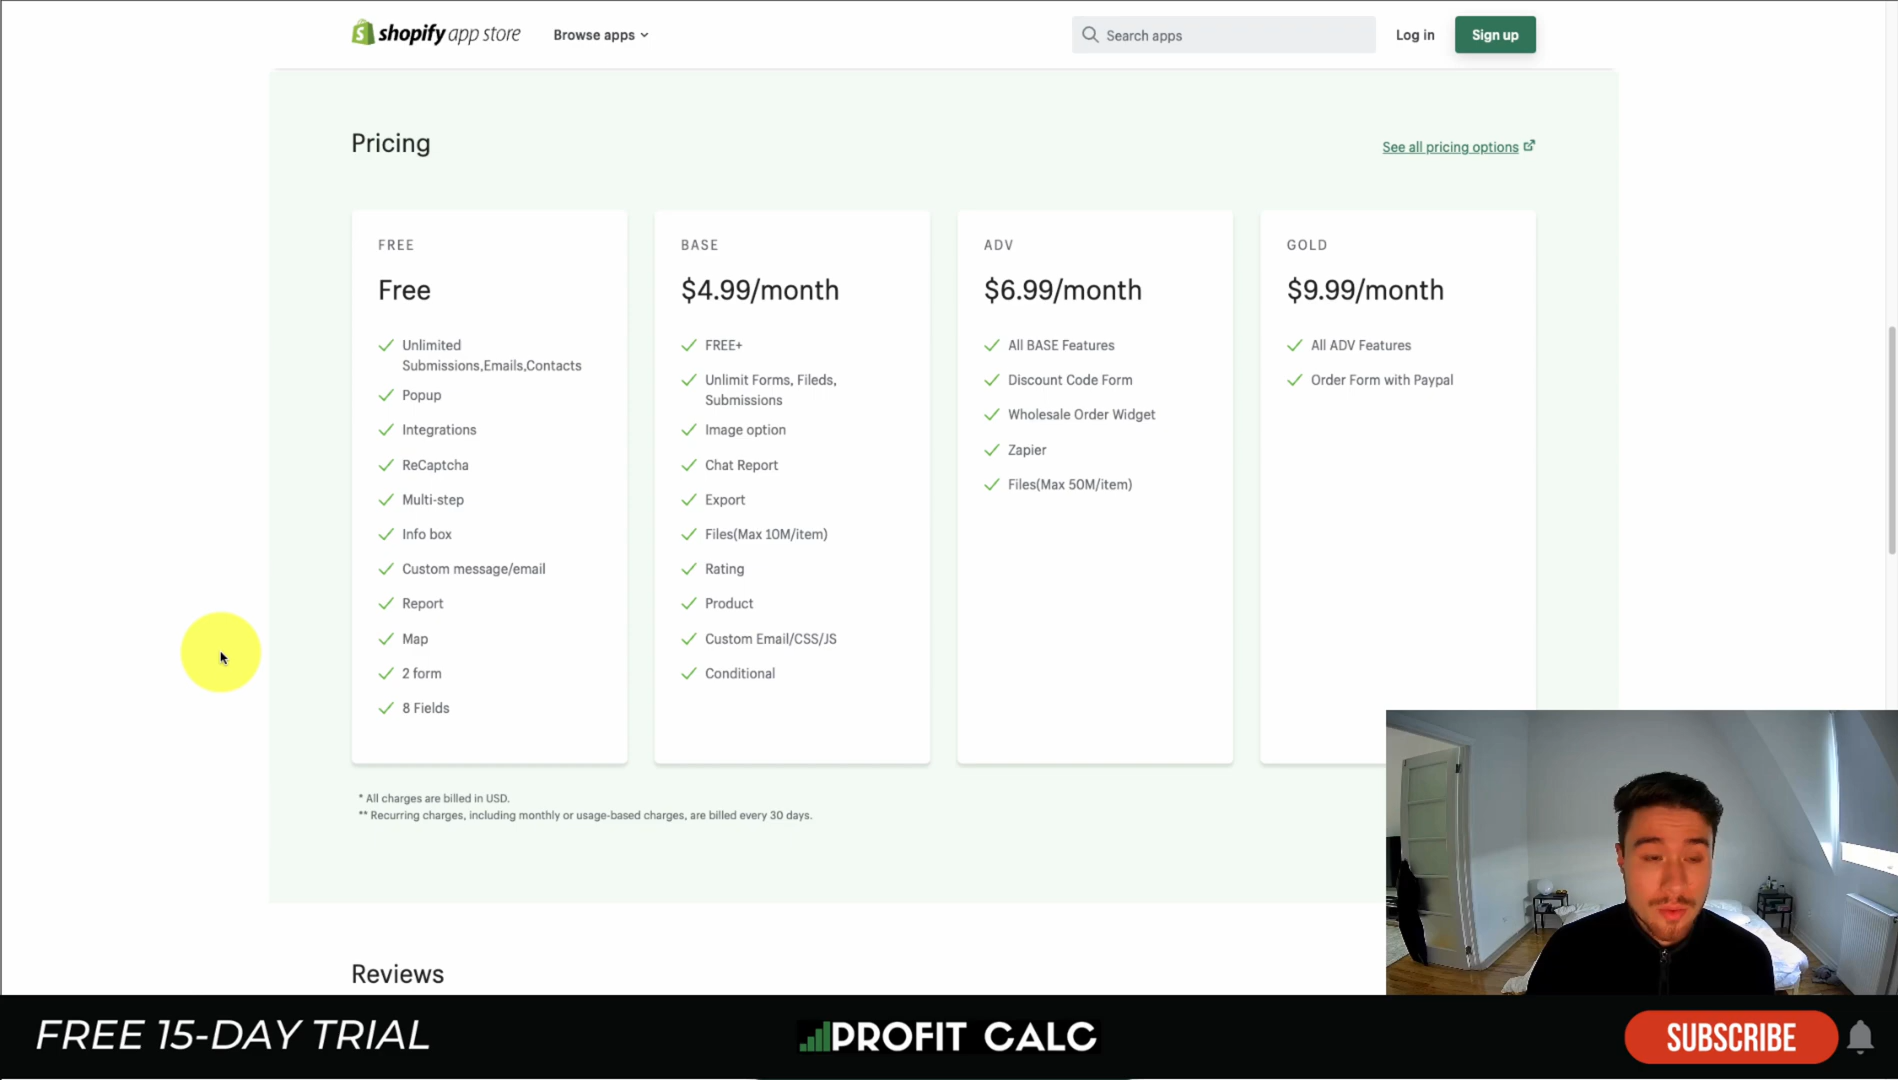 shopify app store
Browse apps
Search apps
Log in
Sign up
Pricing
See all pricing options
FREE
Free
Unlimited
Submissions,Emails,Contacts
Popup
Integrations
ReCaptcha
Multi-step
Info box
Custom message/email
Report
Map
2 form
8 Fields
BASE
$4.99/month
FREE+
Unlimit Forms, Fileds,
Submissions
Image option
Chat Report
Export
Files(Max 10M/item)
Rating
Product
Custom Email/CSS/JS
Conditional
ADV
$6.99/month
All BASE Features
Discount Code Form
Wholesale Order Widget
Zapier
Files(Max 50M/item)
GOLD
$9.99/month
All ADV Features
Order Form with Paypal
* All charges are billed in USD.
** Recurring charges, including monthly or usage-based charges, are billed every 30 days.
Reviews
FREE 15-DAY TRIAL
PROFIT CALC
SUBSCRIBE